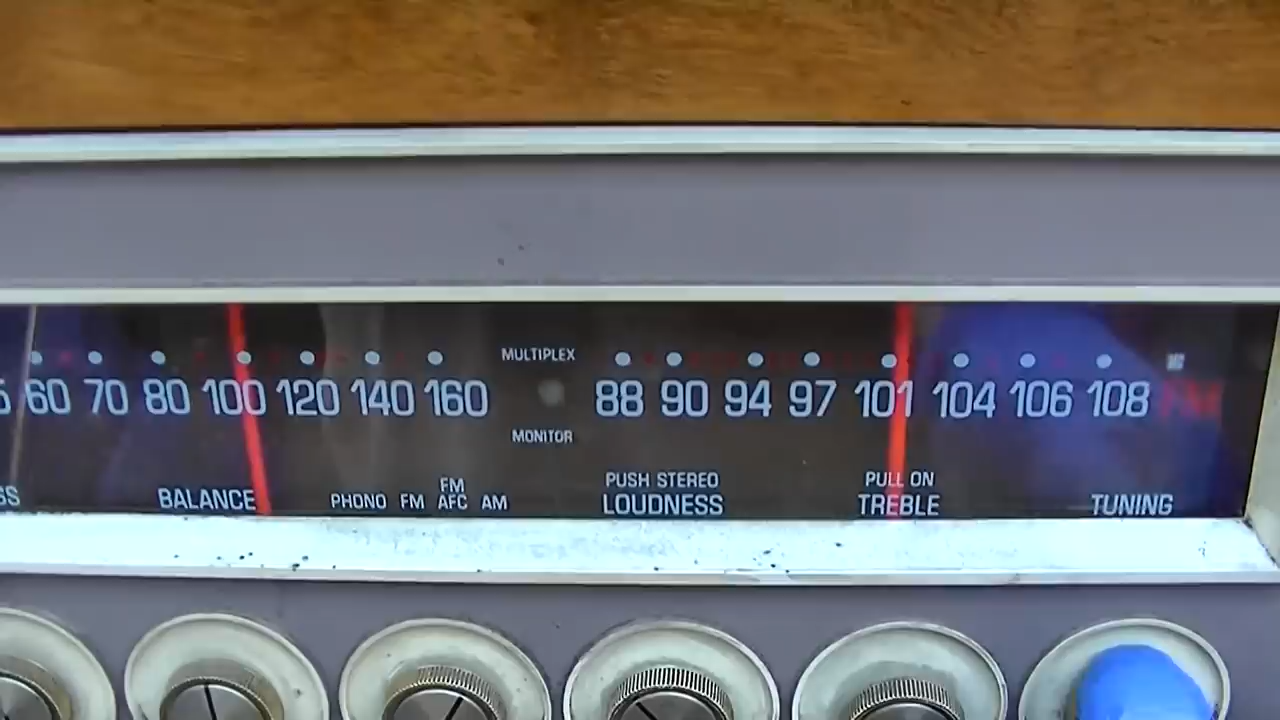 MULTIPLEX
60 70 80 100 120 140 160 88 90 94 97 101 104 106 108 FM
MONITOR
BALANCE PHONO FM FM AFC AM PUSH STEREO LOUDNESS PULL ON TREBLE TUNING